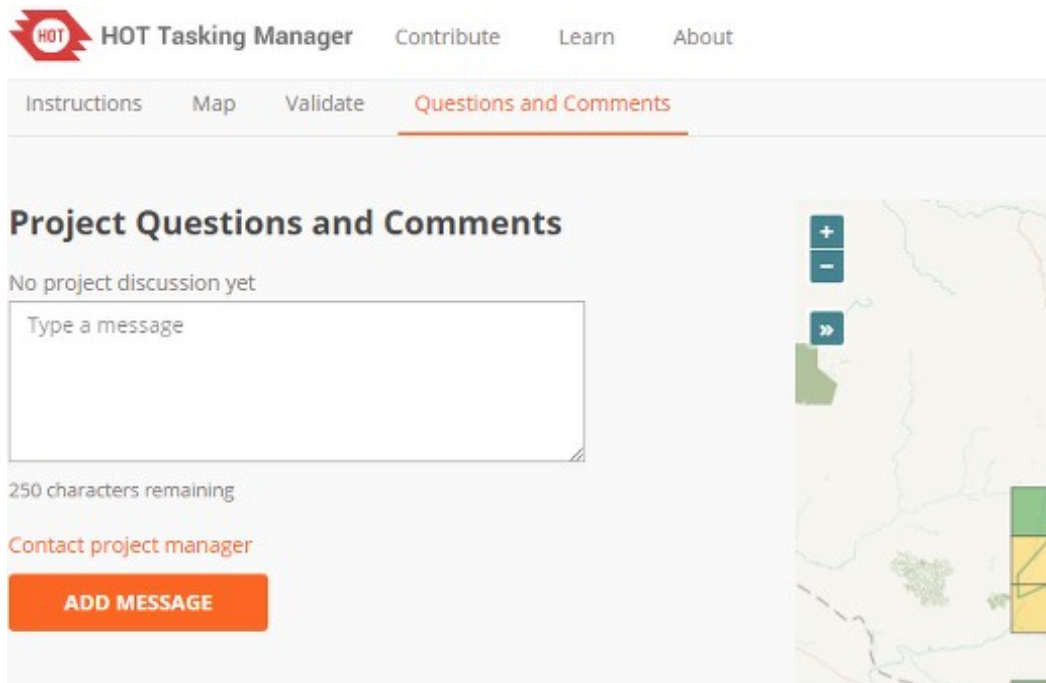 HOT HOT Tasking Manager Contribute Learn About
Instructions Map Validate Questions and Comments
Project Questions and Comments
No project discussion yet
Type a message
250 characters remaining
Contact project manager
ADD MESSAGE
+
−
»